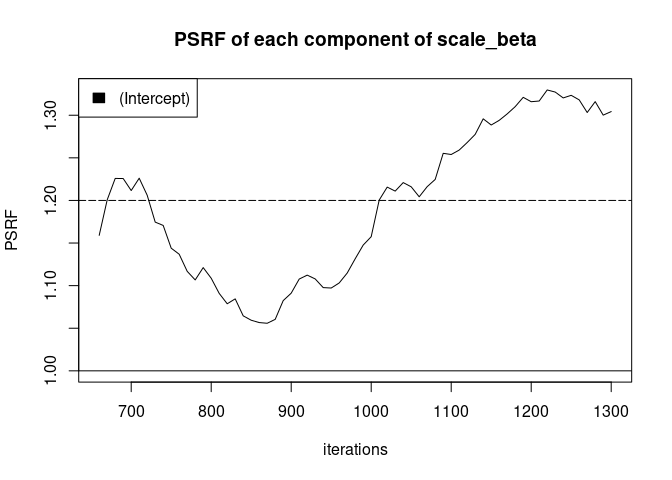 PSRF of each component of scale_beta
(Intercept)
PSRF
1.30
1.20
1.10
1.00
700 800 900 1000 1100 1200 1300
iterations